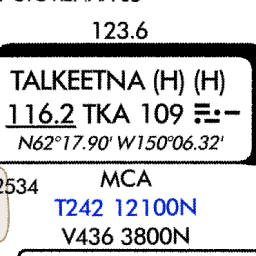 123.6
TALKEETNA (H) (H)
116.2 TKA 109
N62°17.90' W150°06.32'
2534
MCA
T242 12100N
V436 3800N